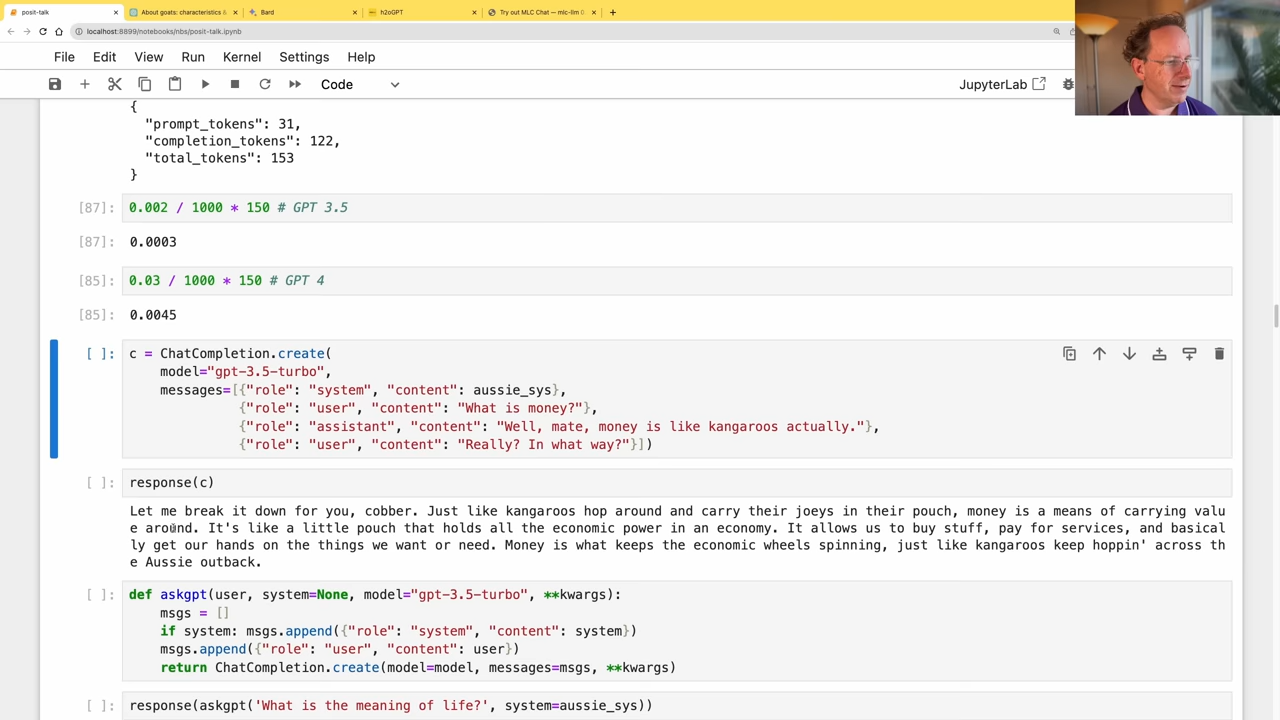 posit-talk
About goats: characteristics &
Bard
h2oGPT
Try out MLC Chat — mlc-llm 0.
localhost:8899/notebooks/nbs/posit-talk.ipynb
File Edit View Run Kernel Settings Help
Code
JupyterLab
{
"prompt_tokens": 31,
"completion_tokens": 122,
"total_tokens": 153
}
[87]: 0.002 / 1000 * 150 # GPT 3.5
[87]: 0.0003
[85]: 0.03 / 1000 * 150 # GPT 4
[85]: 0.0045
[ ]: c = ChatCompletion.create(
model="gpt-3.5-turbo",
messages=[{"role": "system", "content": aussie_sys},
{"role": "user", "content": "What is money?"},
{"role": "assistant", "content": "Well, mate, money is like kangaroos actually."},
{"role": "user", "content": "Really? In what way?"}])
[ ]: response(c)
Let me break it down for you, cobber. Just like kangaroos hop around and carry their joeys in their pouch, money is a means of carrying valu
e around. It's like a little pouch that holds all the economic power in an economy. It allows us to buy stuff, pay for services, and basical
ly get our hands on the things we want or need. Money is what keeps the economic wheels spinning, just like kangaroos keep hoppin' across th
e Aussie outback.
[ ]: def askgpt(user, system=None, model="gpt-3.5-turbo", **kwargs):
msgs = []
if system: msgs.append({"role": "system", "content": system})
msgs.append({"role": "user", "content": user})
return ChatCompletion.create(model=model, messages=msgs, **kwargs)
[ ]: response(askgpt('What is the meaning of life?', system=aussie_sys))